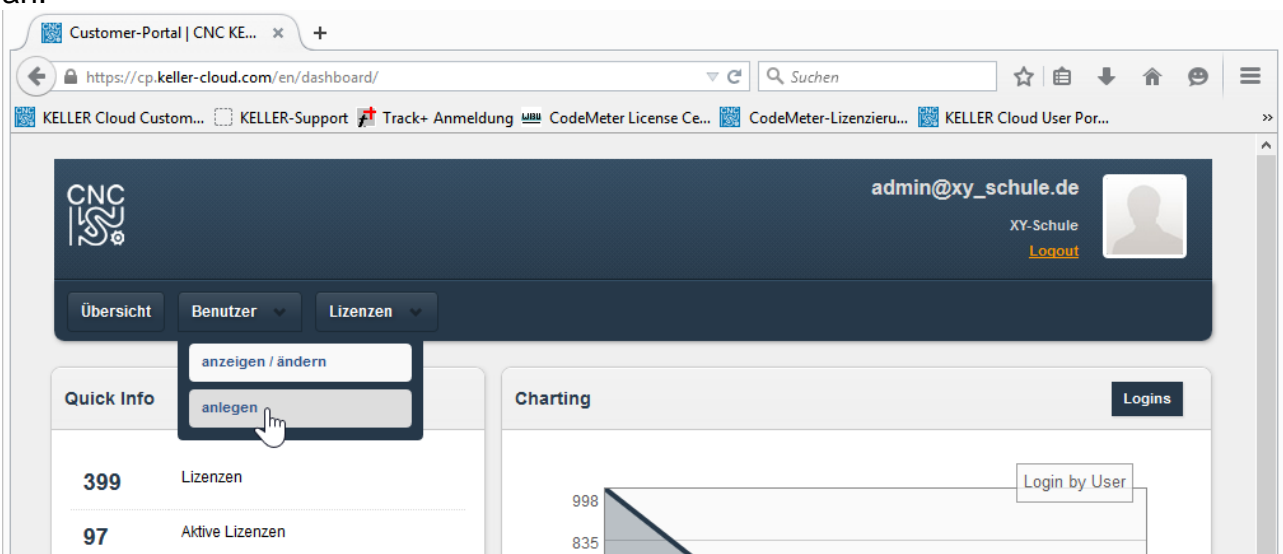 an.
Customer-Portal | CNC KE... × +
https://cp.keller-cloud.com/en/dashboard/ Suchen
KELLER Cloud Custom... KELLER-Support Track+ Anmeldung CodeMeter License Ce... CodeMeter-Lizenzieru... KELLER Cloud User Por... »
CNC
admin@xy_schule.de
XY-Schule
Logout
Übersicht Benutzer Lizenzen
anzeigen / ändern
anlegen
Quick Info
Charting Logins
399 Lizenzen
97 Aktive Lizenzen
Login by User
998
835